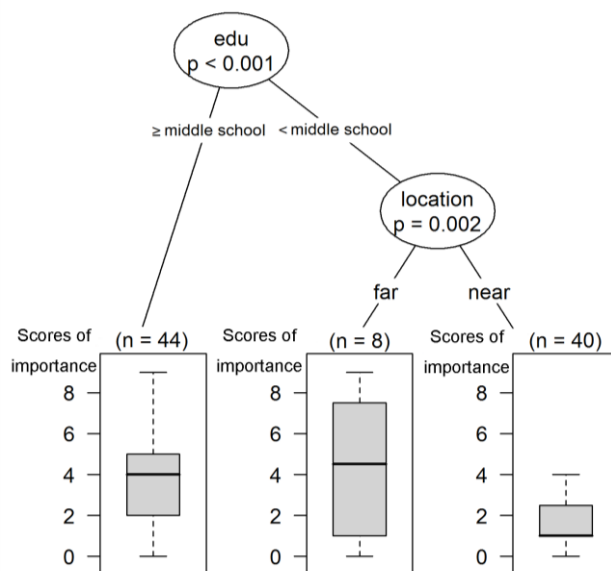 edu
p < 0.001
≥ middle school
< middle school
location
p = 0.002
far
near
Scores of
importance
(n = 44)
8
6
4
2
0
Scores of
importance
(n = 8)
8
6
4
2
0
Scores of
importance
(n = 40)
8
6
4
2
0